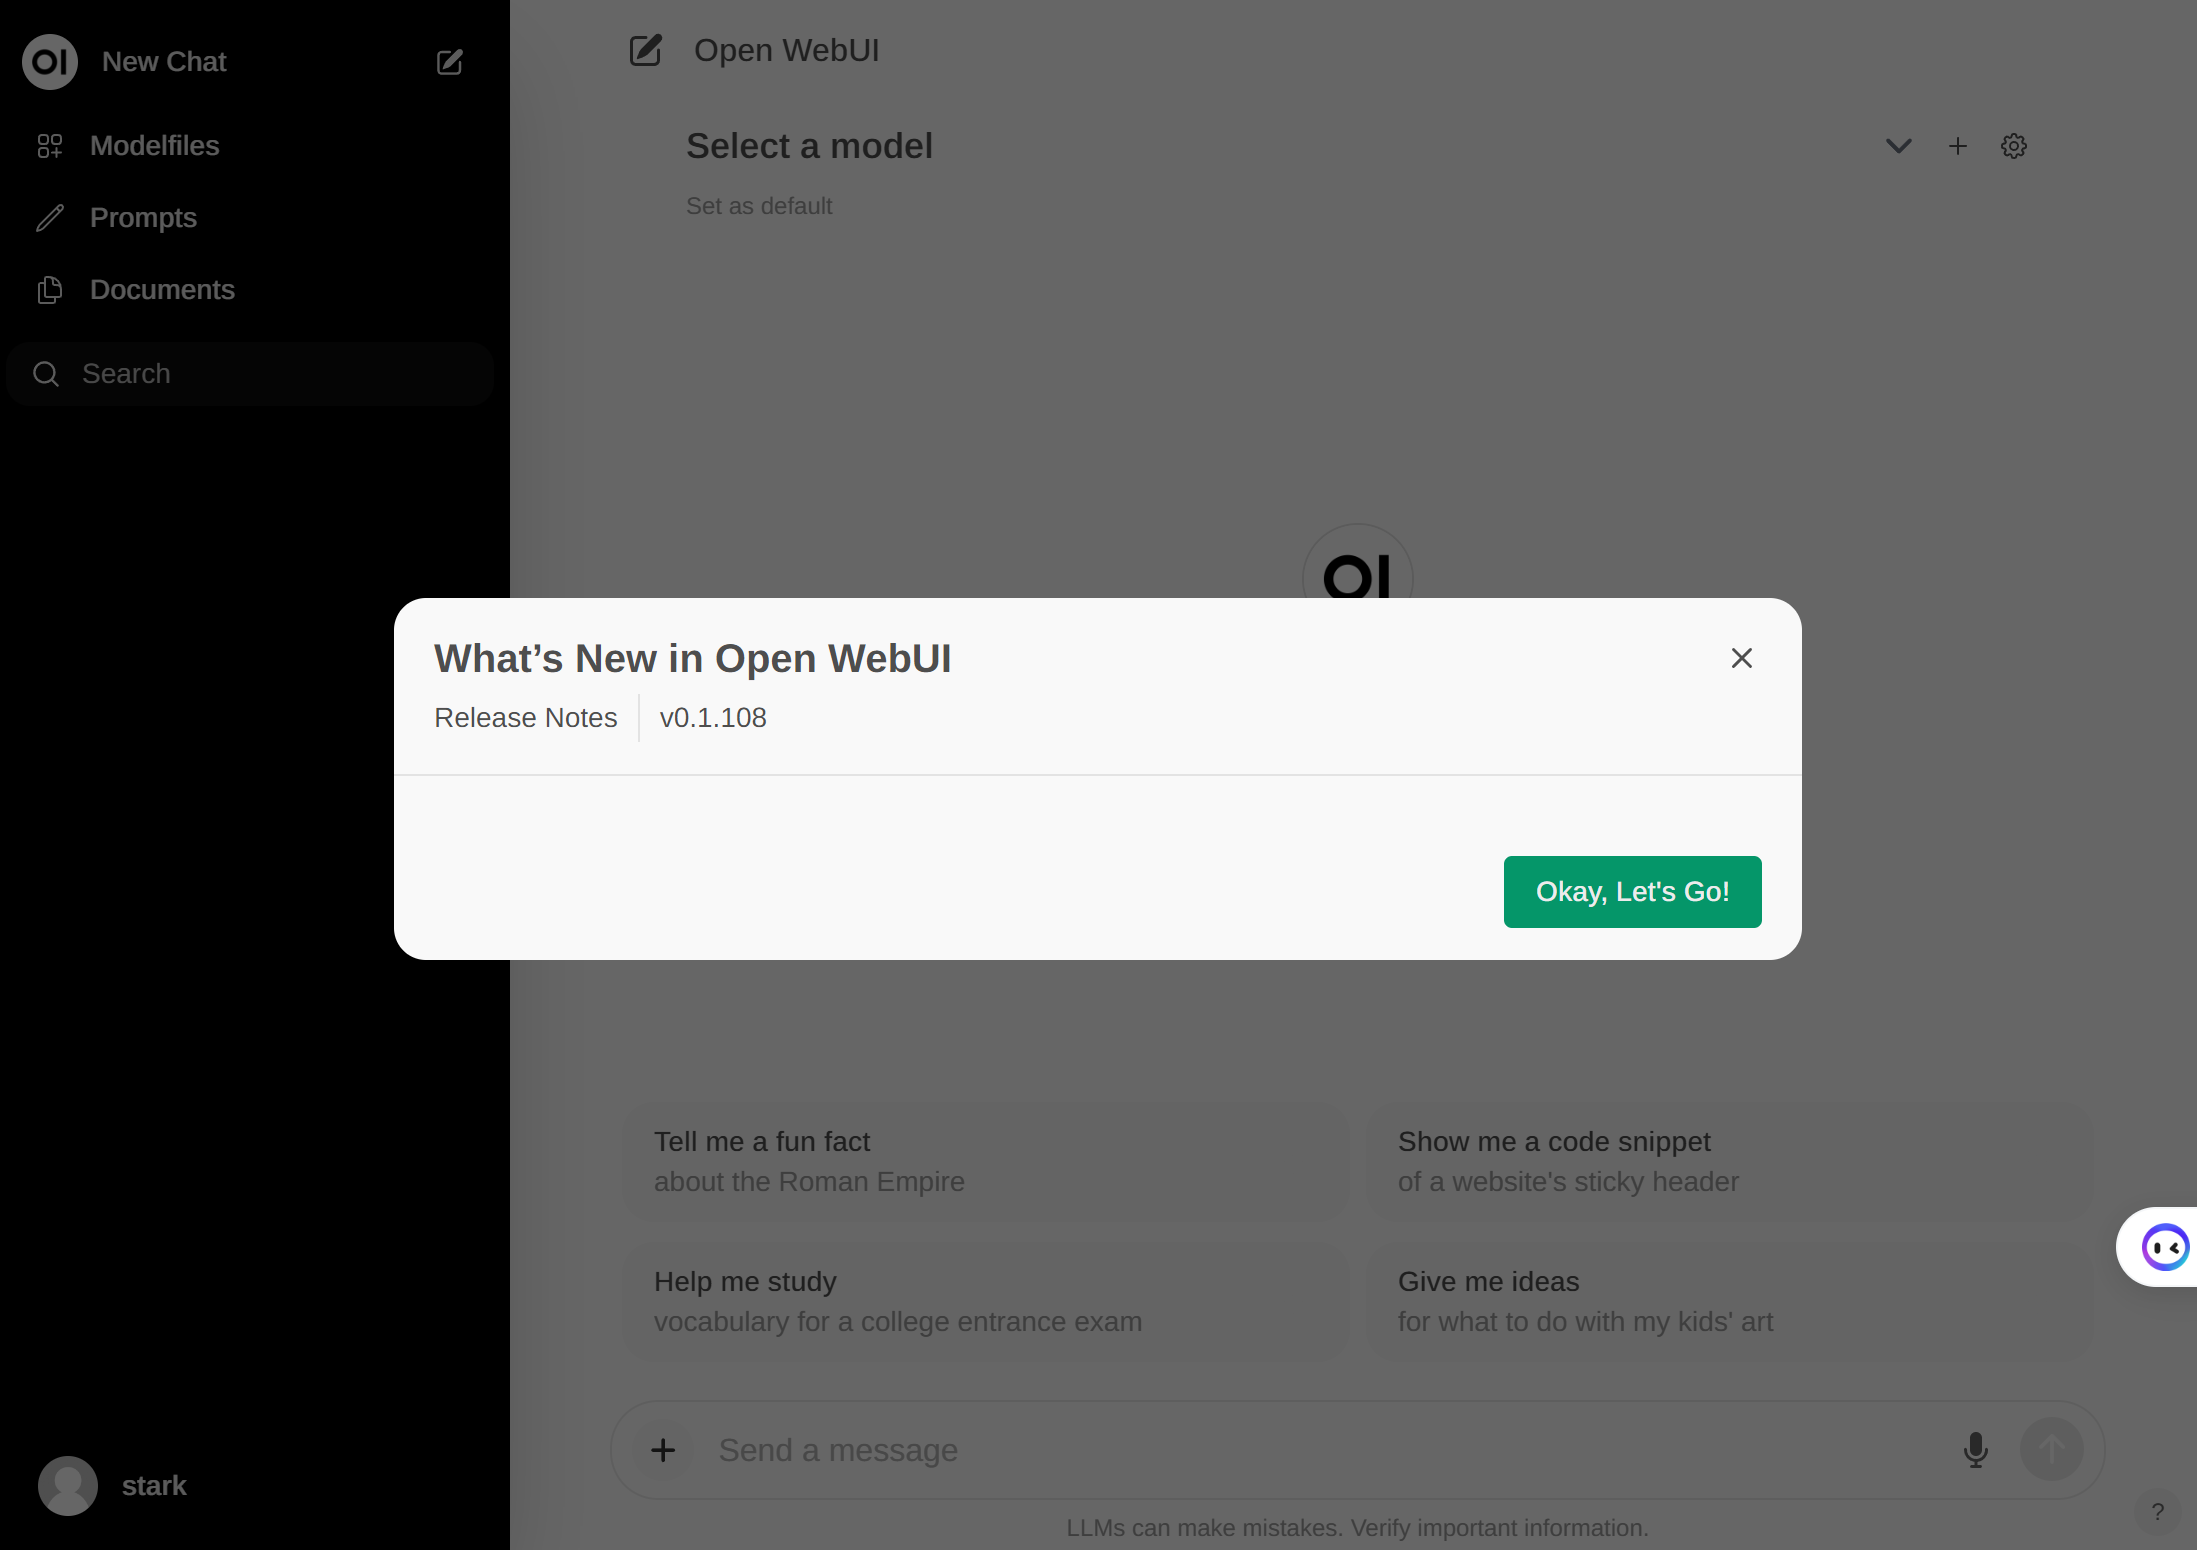 OI
New Chat
Modelfiles
Prompts
Documents
Search
stark
Open WebUI
Select a model
Set as default
OI
What’s New in Open WebUI
Release Notes
v0.1.108
Okay, Let's Go!
Tell me a fun fact
about the Roman Empire
Show me a code snippet
of a website's sticky header
Help me study
vocabulary for a college entrance exam
Give me ideas
for what to do with my kids' art
Send a message
LLMs can make mistakes. Verify important information.
?